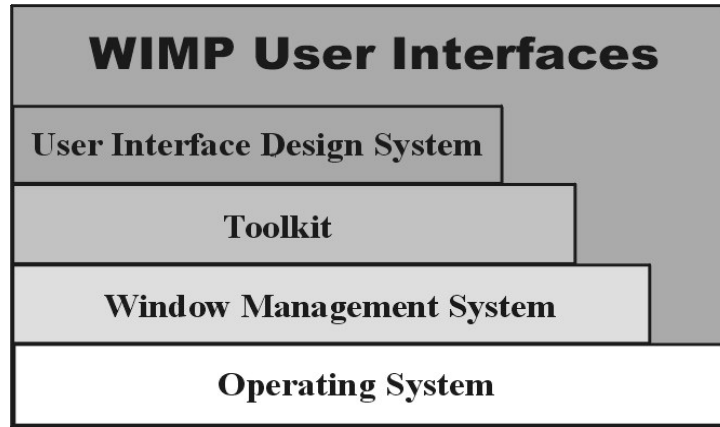 WIMP User Interfaces
User Interface Design System
Toolkit
Window Management System
Operating System